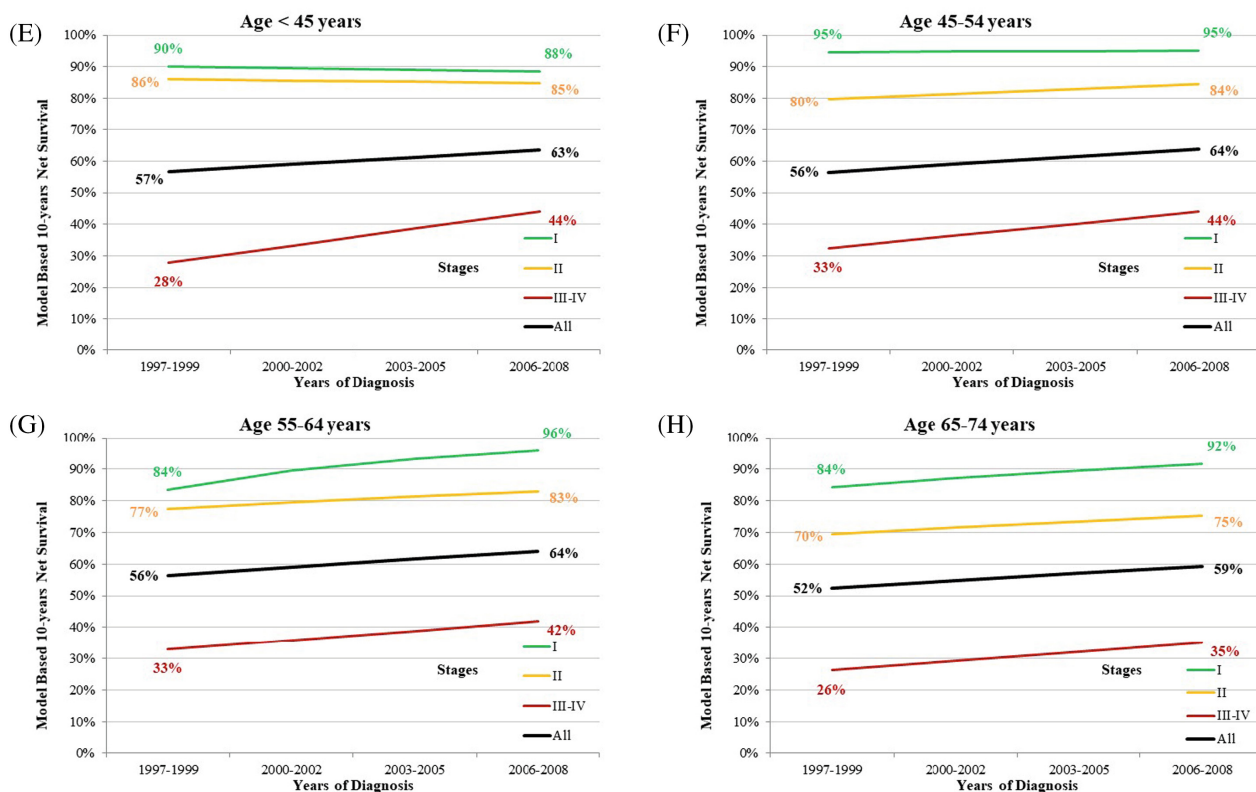 (E)
Age < 45 years
100%
90%
80%
70%
60%
50%
40%
30%
20%
10%
0%
Model Based 10-years Net Survival
90%
88%
86%
85%
57%
63%
28%
44%
Stages
I
II
III-IV
All
1997-1999
2000-2002
2003-2005
2006-2008
Years of Diagnosis
(F)
Age 45-54 years
100%
90%
80%
70%
60%
50%
40%
30%
20%
10%
0%
Model Based 10-years Net Survival
95%
95%
80%
84%
56%
64%
33%
44%
Stages
I
II
III-IV
All
1997-1999
2000-2002
2003-2005
2006-2008
Years of Diagnosis
(G)
Age 55-64 years
100%
90%
80%
70%
60%
50%
40%
30%
20%
10%
0%
Model Based 10-years Net Survival
84%
96%
77%
83%
56%
64%
33%
42%
Stages
I
II
III-IV
All
1997-1999
2000-2002
2003-2005
2006-2008
Years of Diagnosis
(H)
Age 65-74 years
100%
90%
80%
70%
60%
50%
40%
30%
20%
10%
0%
Model Based 10-years Net Survival
84%
92%
70%
75%
52%
59%
26%
35%
Stages
I
II
III-IV
All
1997-1999
2000-2002
2003-2005
2006-2008
Years of Diagnosis